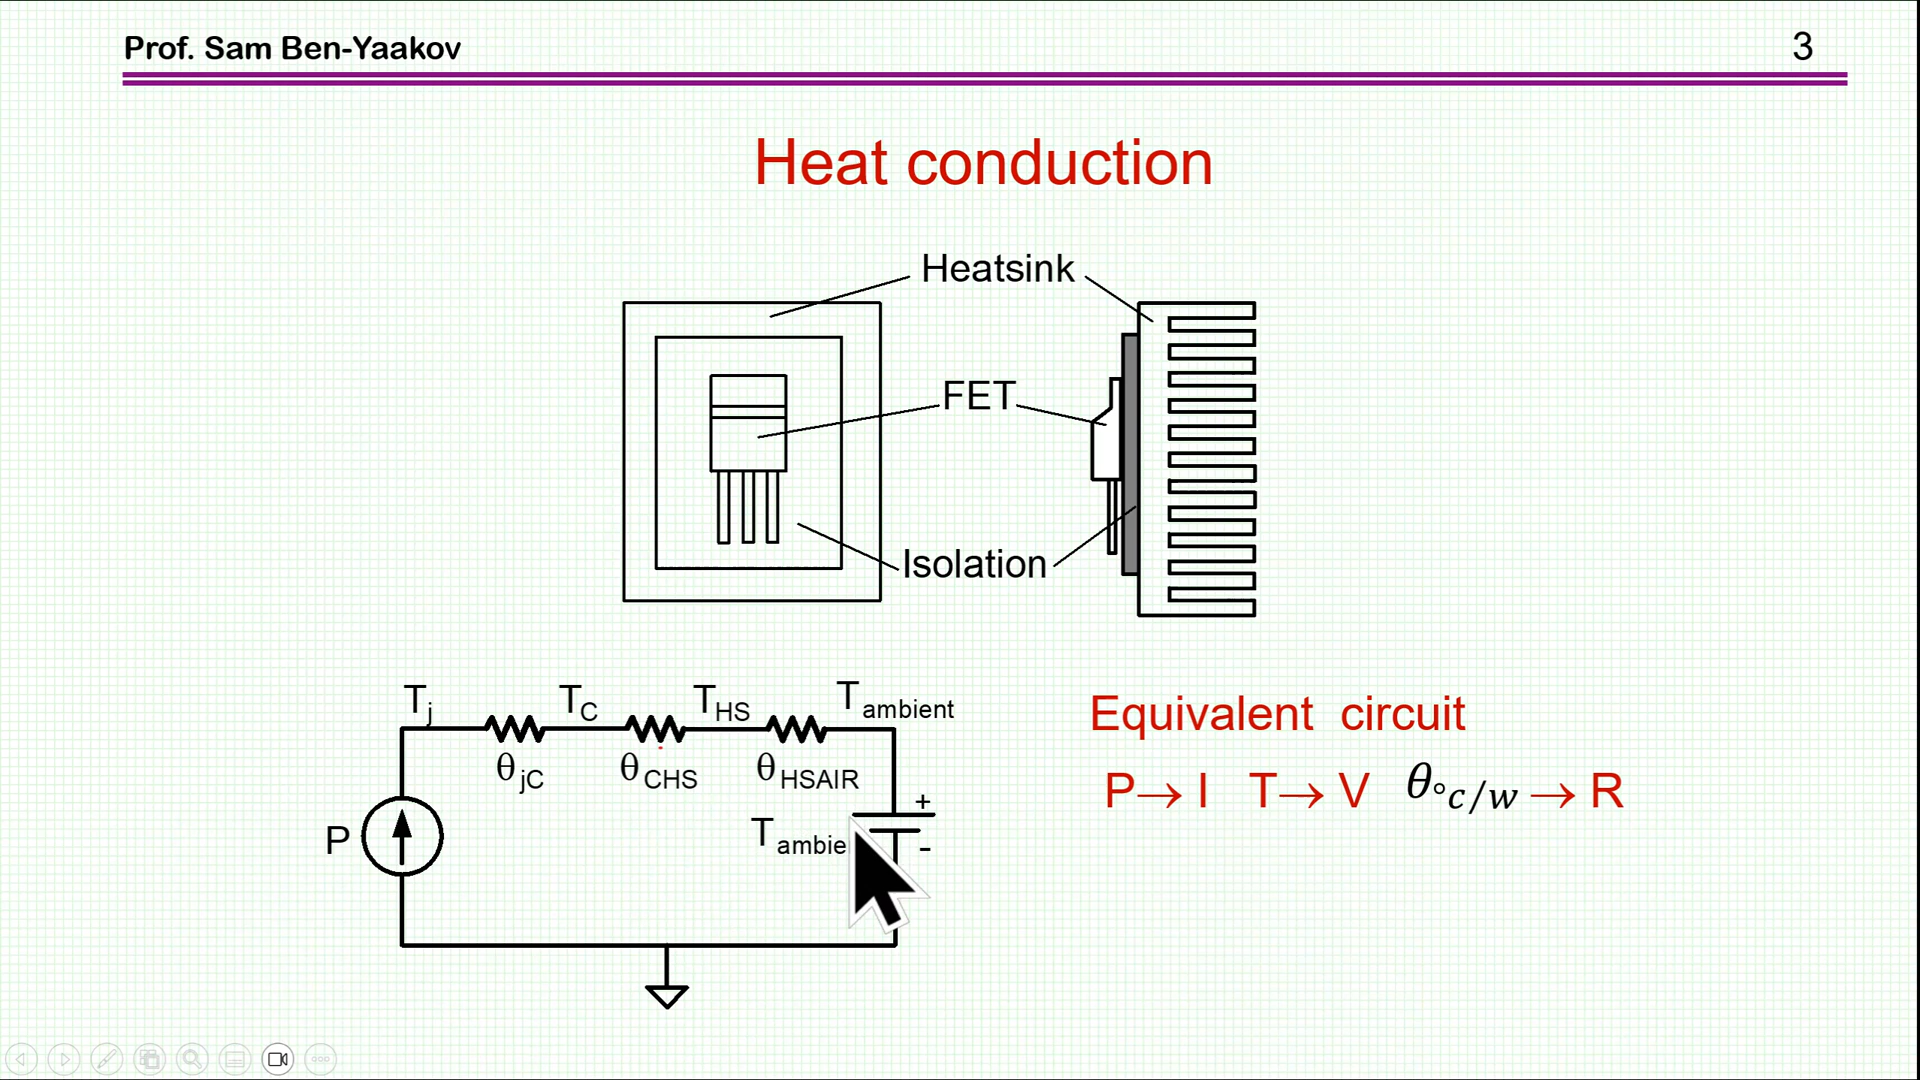 Prof. Sam Ben-Yaakov
3
Heat conduction
Heatsink
FET
Isolation
Tj TC THS Tambient
θjC θCHS θHSAIR
P
+
Tambie
-
Equivalent circuit
P→ I T→ V θ°c/w → R